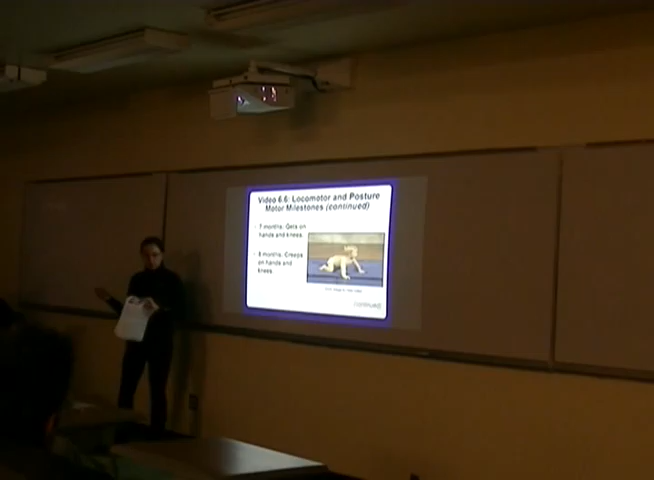 Video 6.6: Locomotor and Posture
Motor Milestones (continued)
7 months: Gets on
hands and knees.
8 months: Creeps
on hands and
knees.
continued